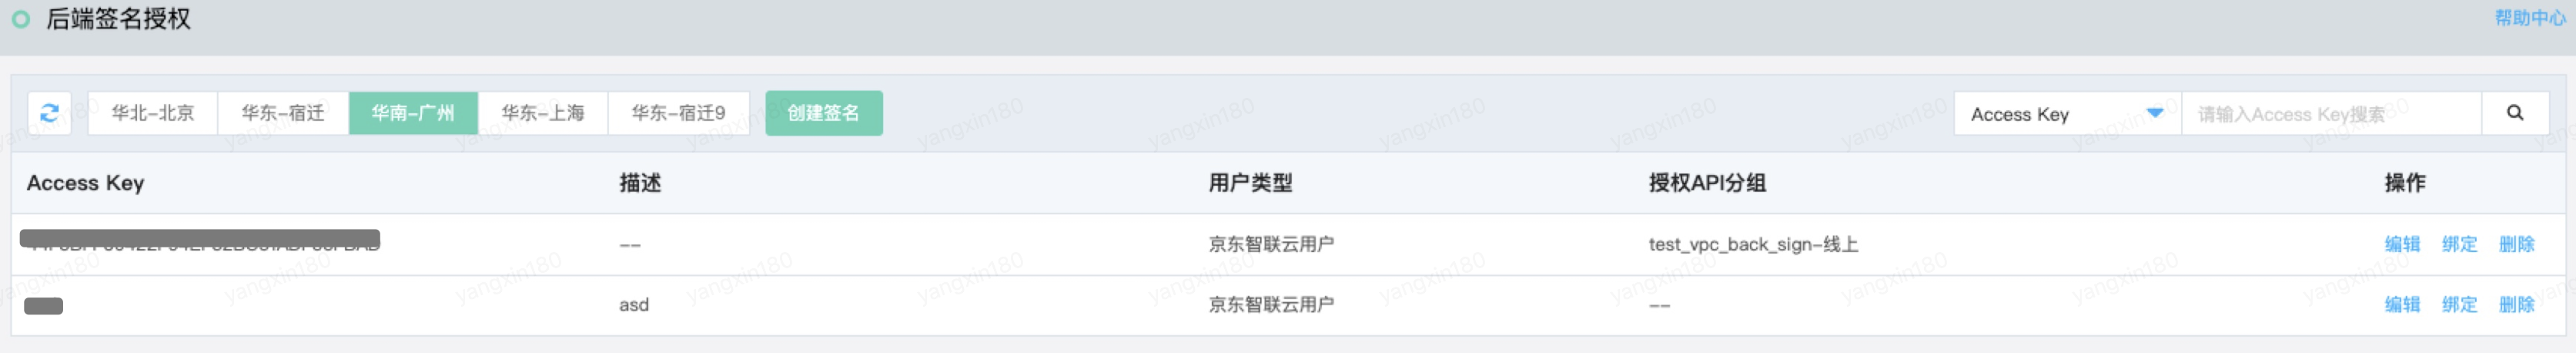 后端签名授权 帮助中心
华北-北京 华东-宿迁 华南-广州 华东-上海 华东-宿迁9 创建签名 Access Key 请输入Access Key搜索
Access Key 描述 用户类型 授权API分组 操作
-- 京东智联云用户 test_vpc_back_sign-线上 编辑 绑定 删除
asd 京东智联云用户 -- 编辑 绑定 删除
yangxin180